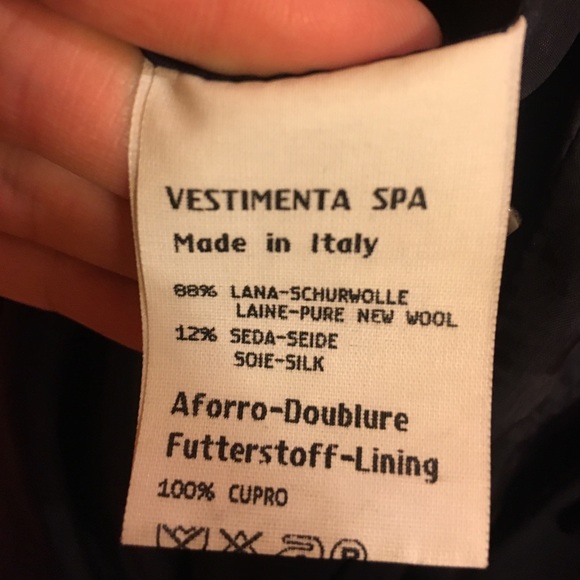 VESTIMENTA SPA
Made in Italy
88% LANA-SCHURWOLLE
LAINE-PURE NEW WOOL
12% SEDA-SEIDE
SOIE-SILK
Aforro-Doublure
Futterstoff-Lining
100% CUPRO
P